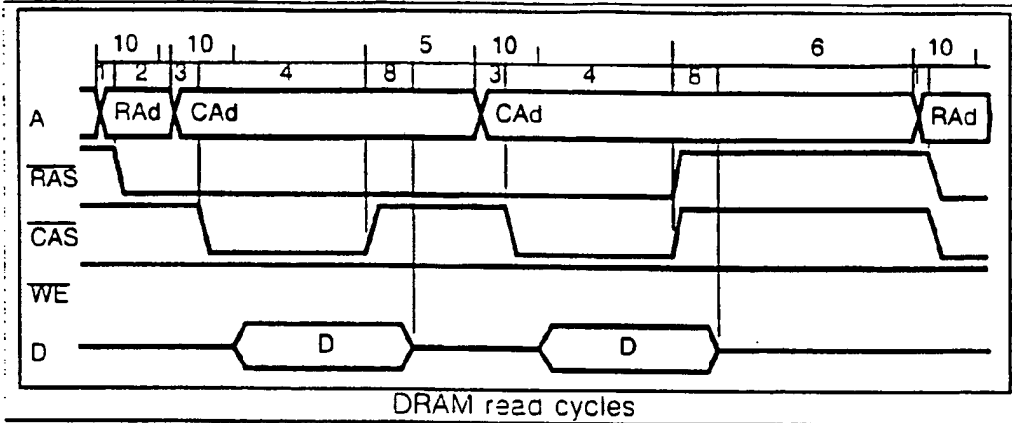 10 10 5 10 6 10
1 2 3 4 8 3 4 8 1
A RAd CAd CAd RAd
RAS
CAS
WE
D D D
DRAM read cycles